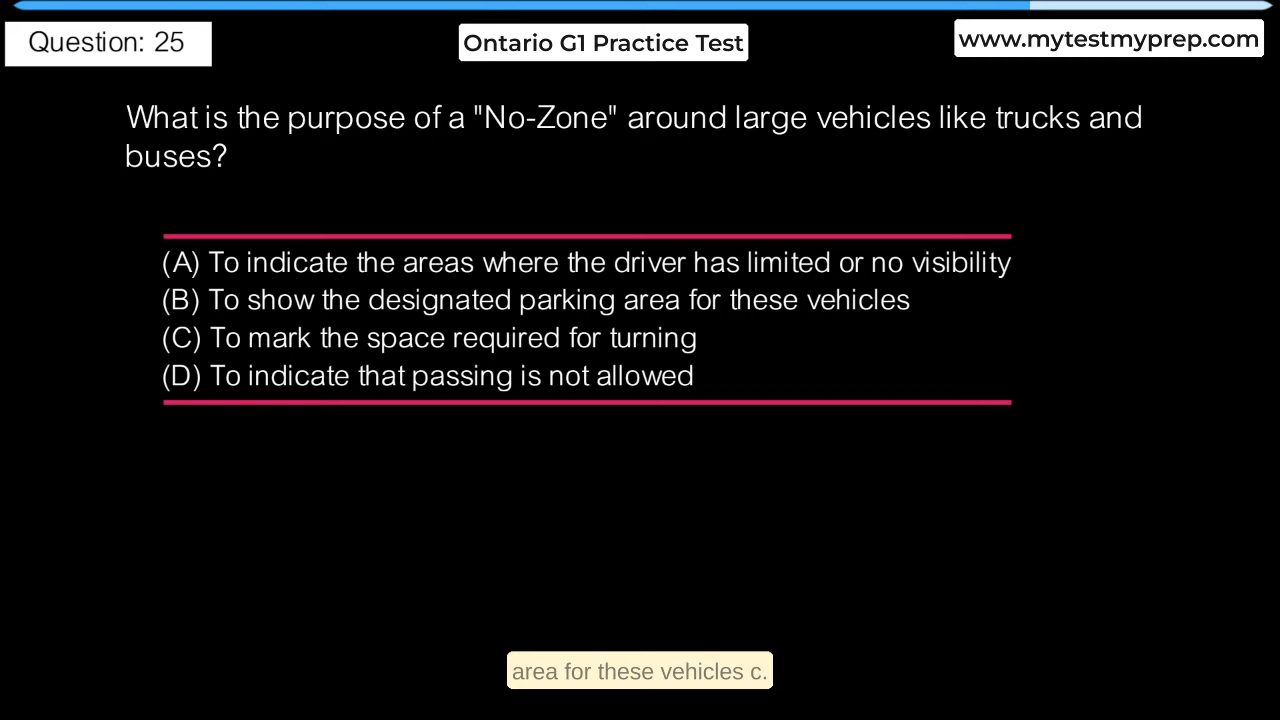 Question: 25
Ontario G1 Practice Test
www.mytestmyprep.com
What is the purpose of a "No-Zone" around large vehicles like trucks and
buses?
(A) To indicate the areas where the driver has limited or no visibility
(B) To show the designated parking area for these vehicles
(C) To mark the space required for turning
(D) To indicate that passing is not allowed
area for these vehicles c.